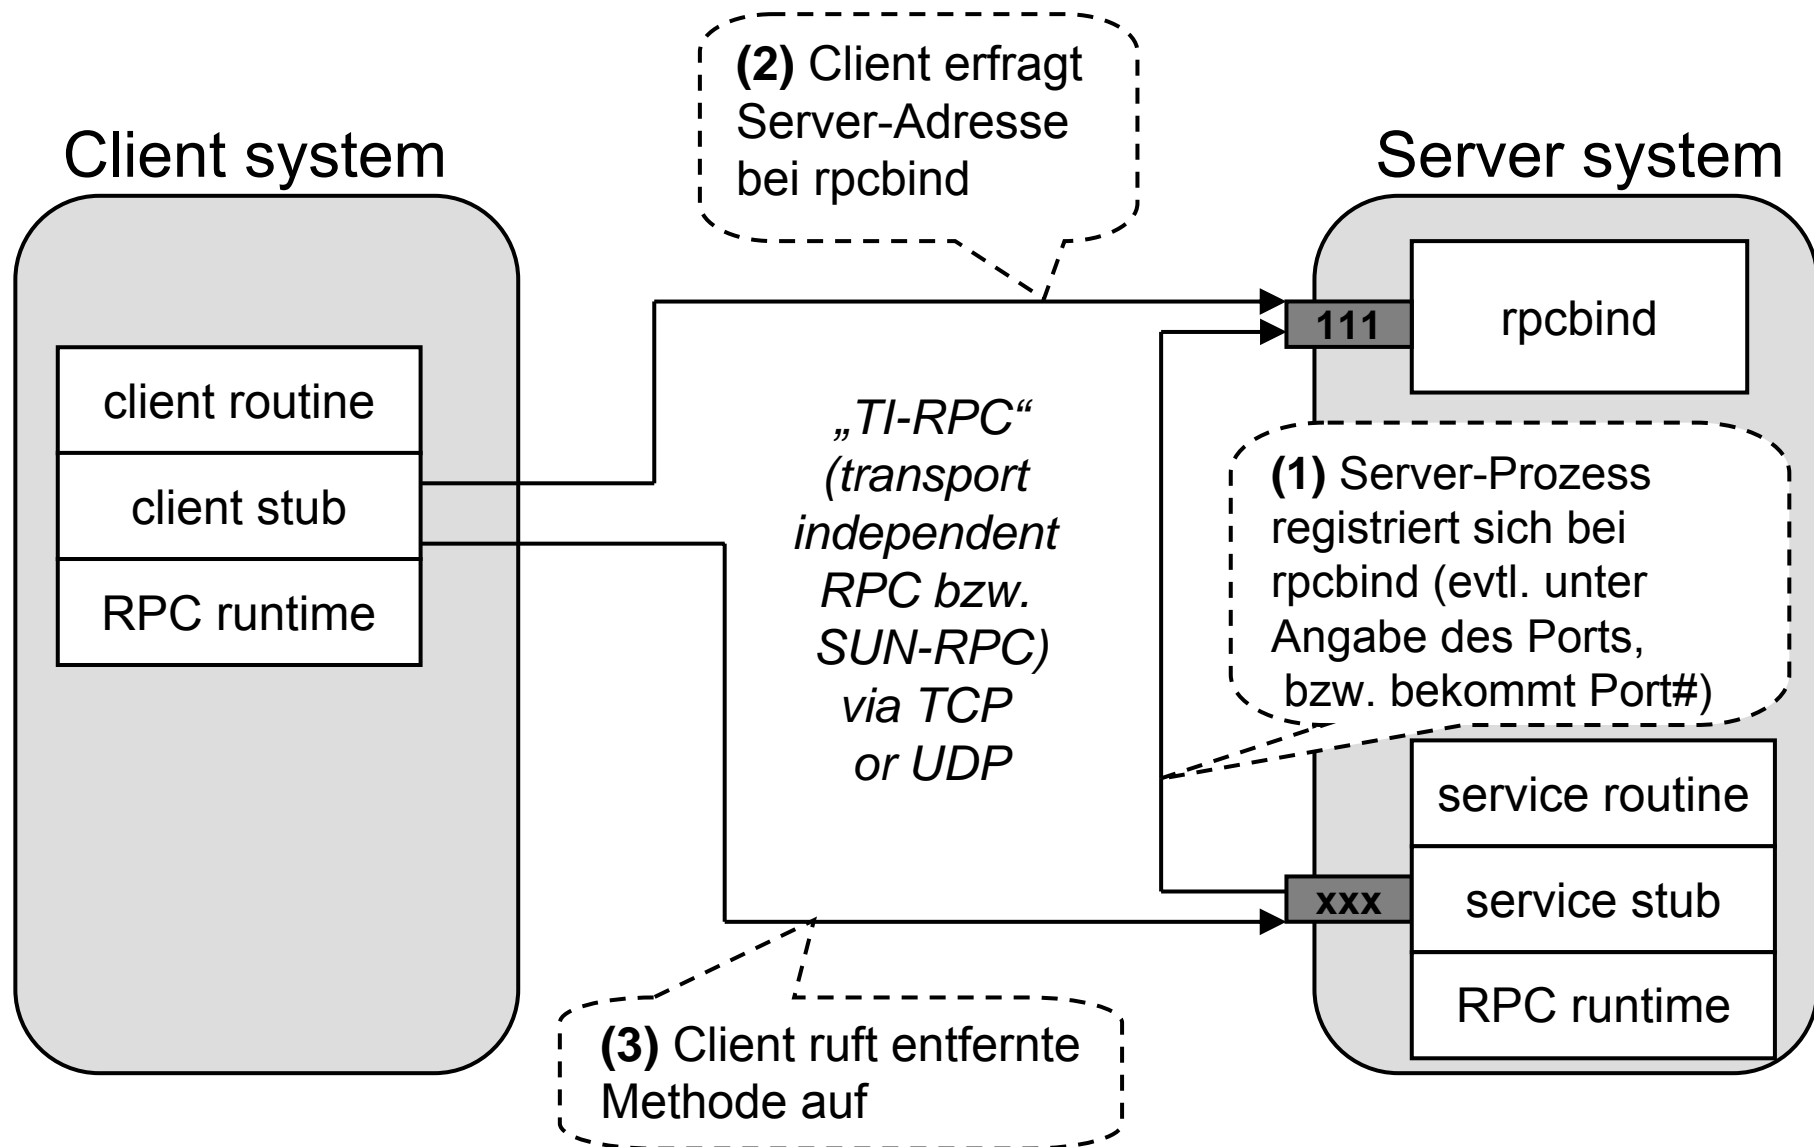 (2) Client erfragt
Server-Adresse
bei rpcbind
Client system
Server system
client routine
client stub
RPC runtime
111
rpcbind
„TI-RPC“
(transport
independent
RPC bzw.
SUN-RPC)
via TCP
or UDP
(1) Server-Prozess
registriert sich bei
rpcbind (evtl. unter
Angabe des Ports,
bzw. bekommt Port#)
service routine
xxx
service stub
RPC runtime
(3) Client ruft entfernte
Methode auf